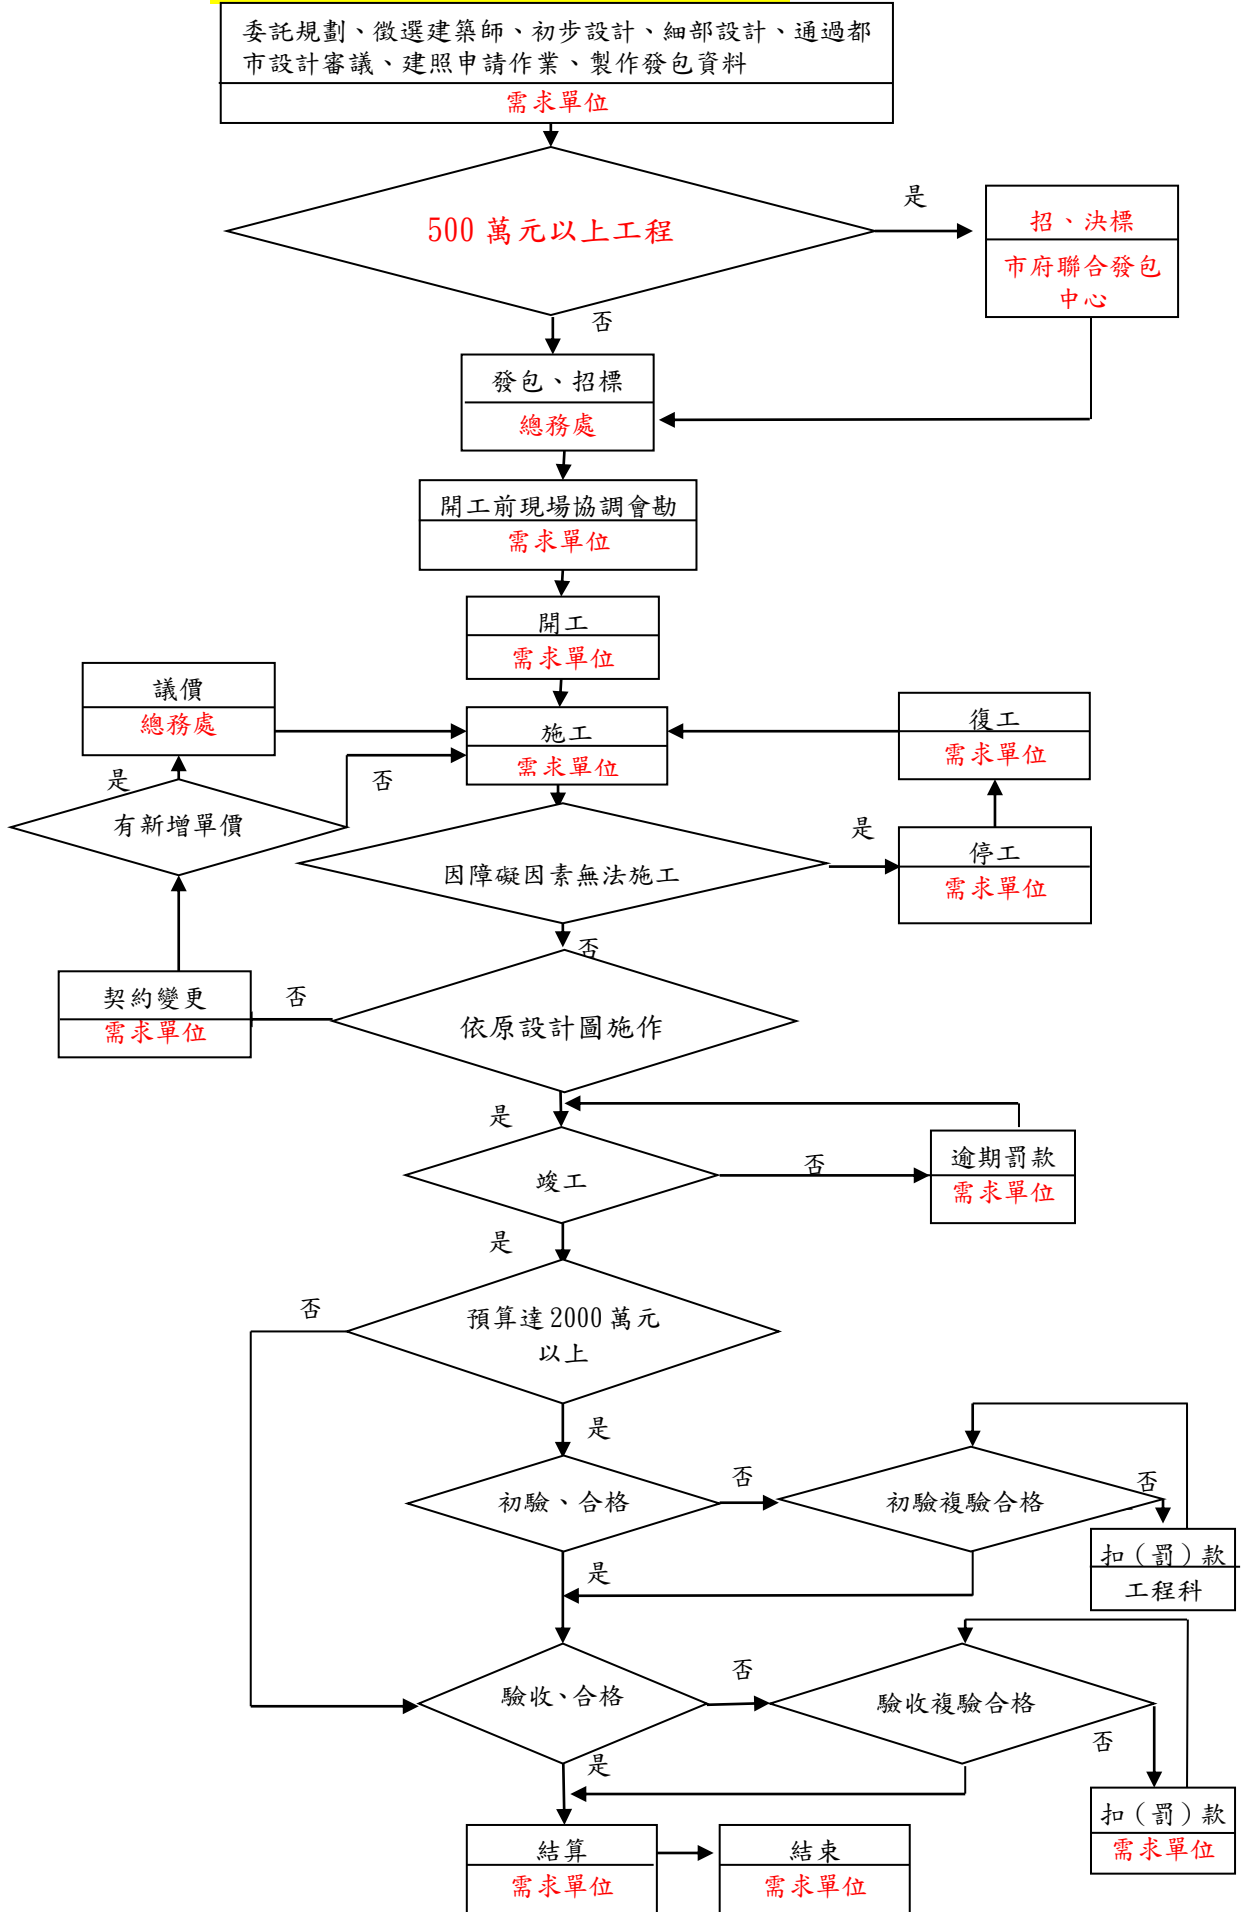 委託規劃、徵選建築師、初步設計、細部設計、通過都
市設計審議、建照申請作業、製作發包資料
需求單位
500 萬元以上工程
是
招、決標
市府聯合發包
中心
否
發包、招標
總務處
開工前現場協調會勘
需求單位
開工
需求單位
議價
總務處
施工
需求單位
復工
需求單位
是
否
有新增單價
因障礙因素無法施工
是
停工
需求單位
否
契約變更
需求單位
否
依原設計圖施作
是
竣工
否
逾期罰款
需求單位
是
否
預算達 2000 萬元
以上
是
初驗、合格
否
初驗複驗合格
否
扣（罰）款
工程科
是
驗收、合格
否
驗收複驗合格
否
是
扣（罰）款
需求單位
結算
需求單位
結束
需求單位